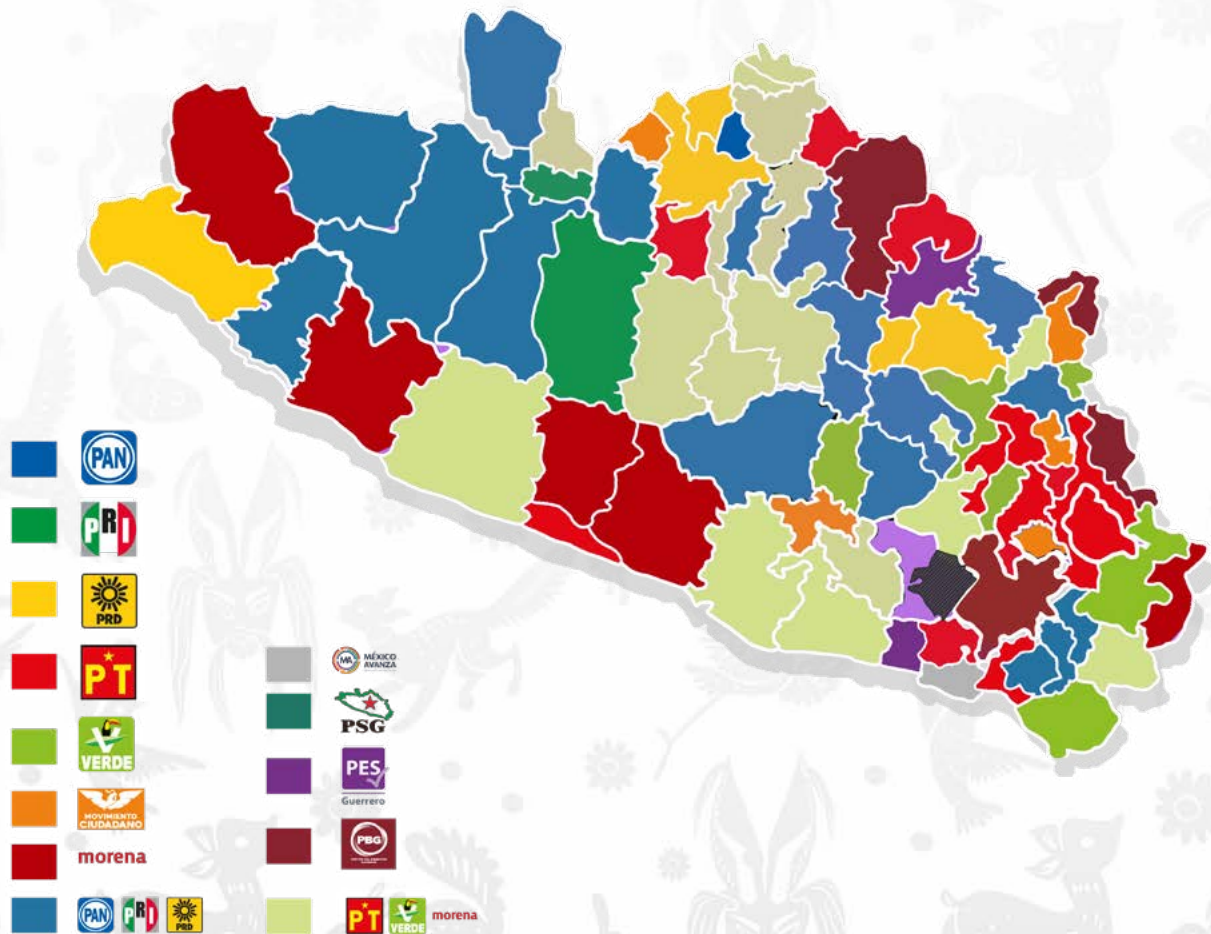 PAN
PRI
PRD
PT
VERDE
MOVIMIENTO
CIUDADANO
morena
PAN PRI PRD
MA MÉXICO
AVANZA
PSG
PES
Guerrero
PBG
PT VERDE morena